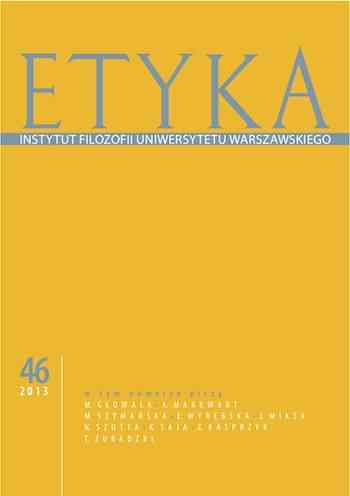 ETYKA
INSTYTUT FILOZOFII UNIWERSYTETU WARSZAWSKIEGO
46
2013
w tym numerze piszą
M. GŁOWALA • A. MARKWART
M. SZYMAŃSKA • E. WYRĘBSKA • J. MIKSA
N. SZUTTA • K. SAJA • Z. KASPRZYK
T. ŻURADZKI